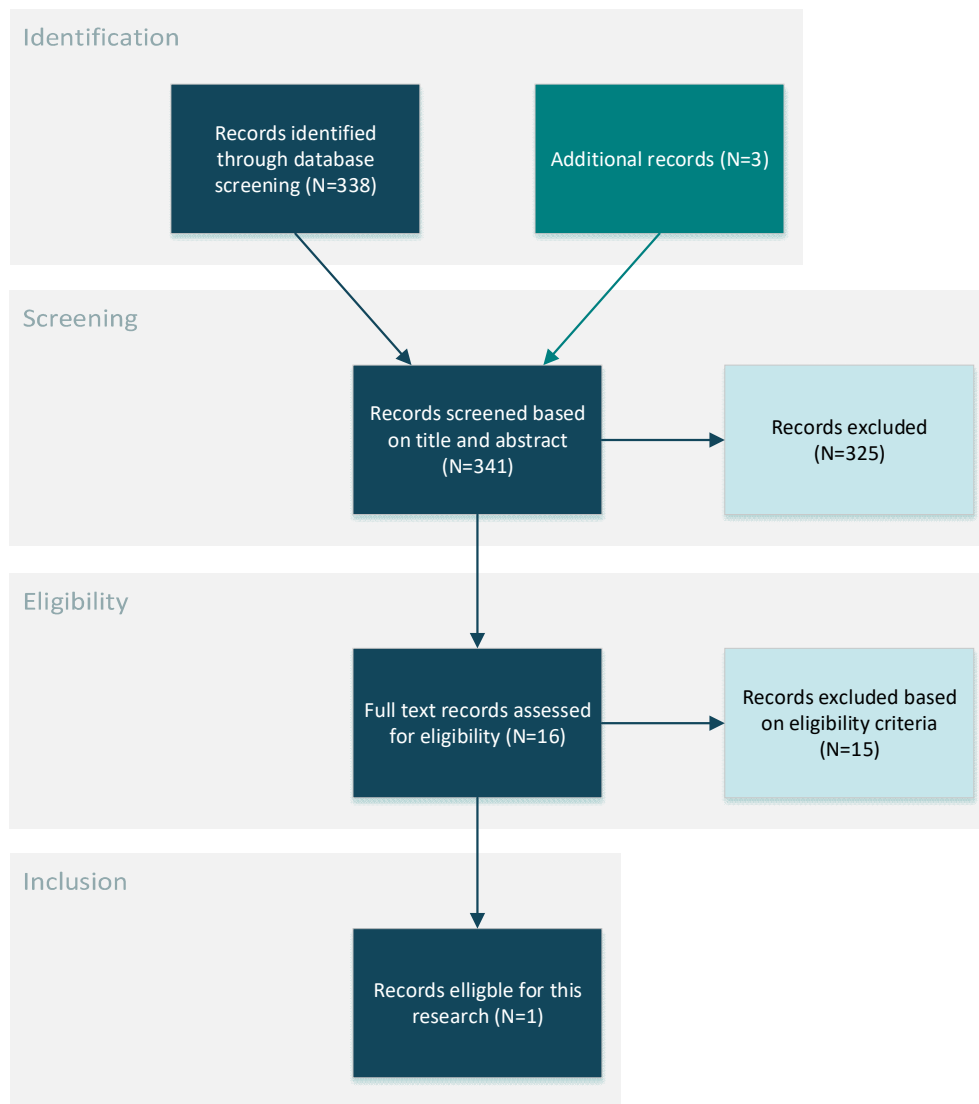 Identification
Records identified
through database
screening (N=338)
Additional records (N=3)
Screening
Records screened based
on title and abstract
(N=341)
Records excluded
(N=325)
Eligibility
Full text records assessed
for eligibility (N=16)
Records excluded based
on eligibility criteria
(N=15)
Inclusion
Records elligble for this
research (N=1)